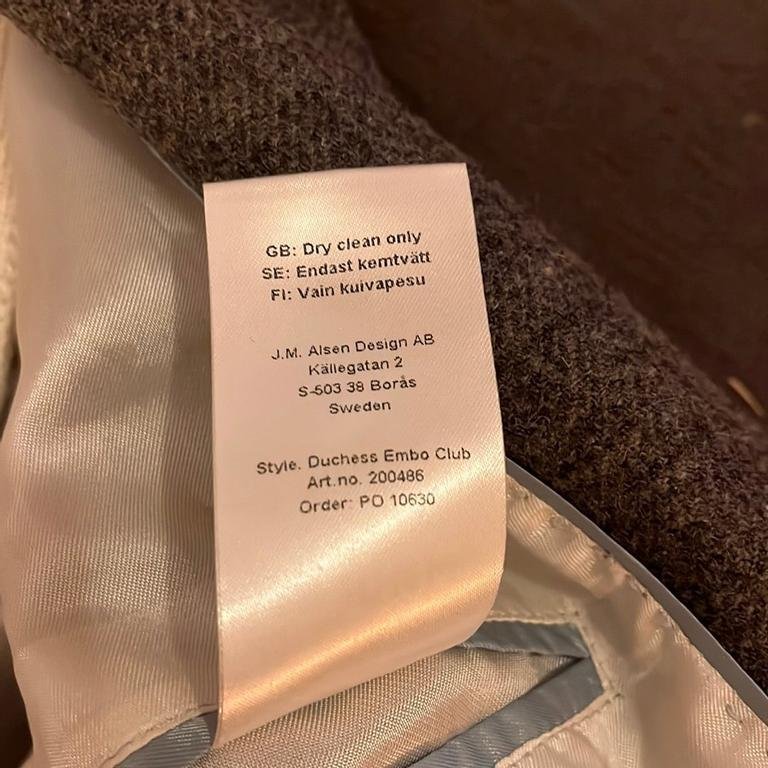 GB: Dry clean only
SE: Endast kemtvätt
FI: Vain kuivapesu
J.M. Alsen Design AB
Källegatan 2
S-503 38 Borås
Sweden
Style. Duchess Embo Club
Art.no. 200486
Order: PO 10630